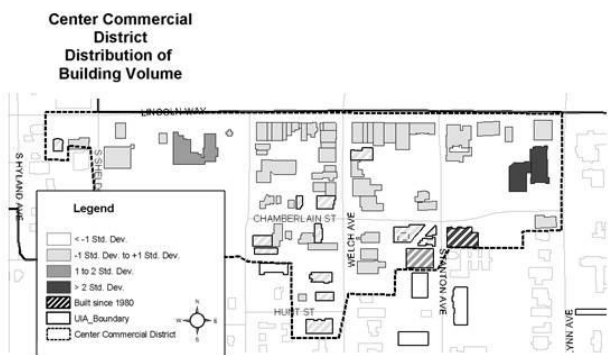 Center Commercial
District
Distribution of
Building Volume
LINCOLN WAY
S HYLAND AVE
CHAMBERLAIN ST
WELCH AVE
STANTON AVE
HUNT ST
LYNN AVE
Legend
< -1 Std. Dev.
-1 Std. Dev. to +1 Std. Dev.
1 to 2 Std. Dev.
> 2 Std. Dev.
Built since 1980
UIA_Boundary
Center Commercial District
N
W
E
S